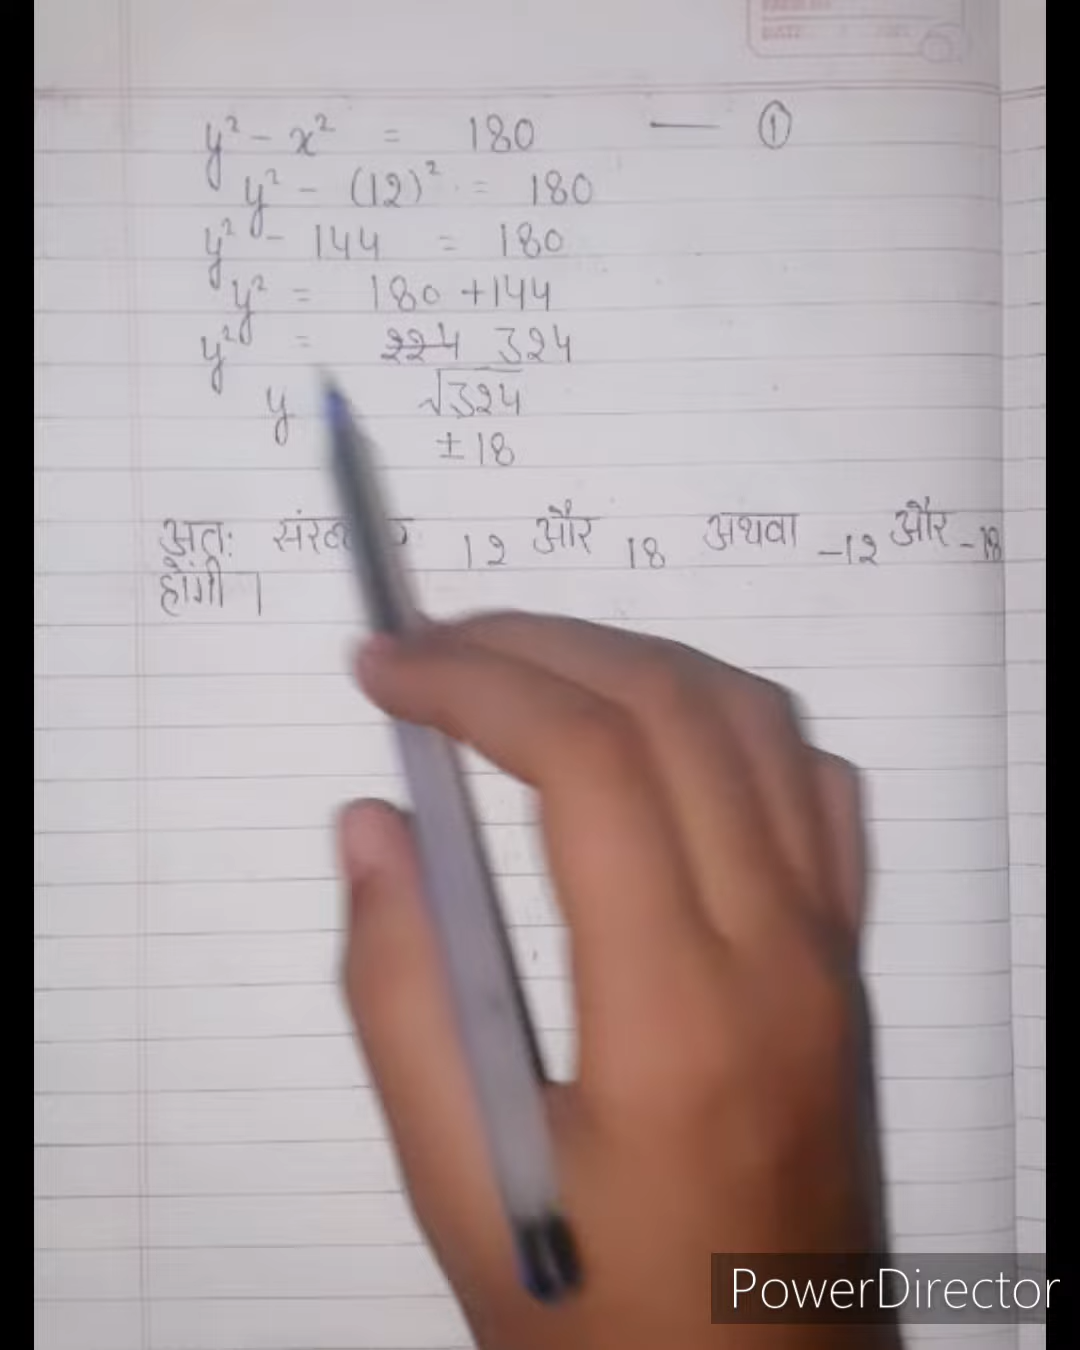 y² - x² = 180 — ①
y² - (12)² = 180
y² - 144 = 180
y² = 180 + 144
y² = 224 324
y √324
± 18
अतः 12 और 18 अथवा -12 और -18
होंगी ।
PowerDirector